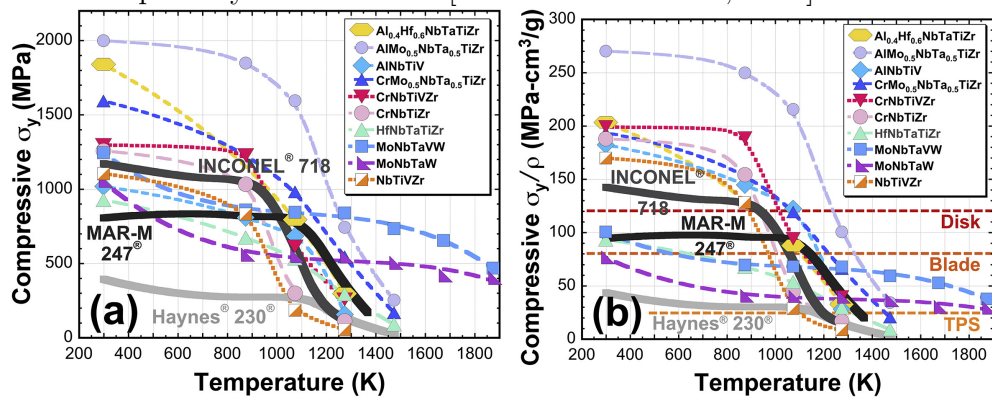 Compressive σy (MPa)
2000
1500
1000
500
0
200 400 600 800 1000 1200 1400 1600 1800
Temperature (K)
Al0.4Hf0.6NbTaTiZr
AlMo0.5NbTa0.5TiZr
AlNbTiV
CrMo0.5NbTa0.5TiZr
CrNbTiVZr
CrNbTiZr
HfNbTaTiZr
MoNbTaVW
MoNbTaW
NbTiVZr
INCONEL® 718
MAR-M
247®
Haynes® 230®
(a)
Compressive σy/ρ (MPa-cm3/g)
300
250
200
150
100
50
0
200 400 600 800 1000 1200 1400 1600 1800
Temperature (K)
Al0.4Hf0.6NbTaTiZr
AlMo0.5NbTa0.5TiZr
AlNbTiV
CrMo0.5NbTa0.5TiZr
CrNbTiVZr
CrNbTiZr
HfNbTaTiZr
MoNbTaVW
MoNbTaW
NbTiVZr
INCONEL®
718
MAR-M
247®
Disk
Blade
Haynes® 230®
TPS
(b)